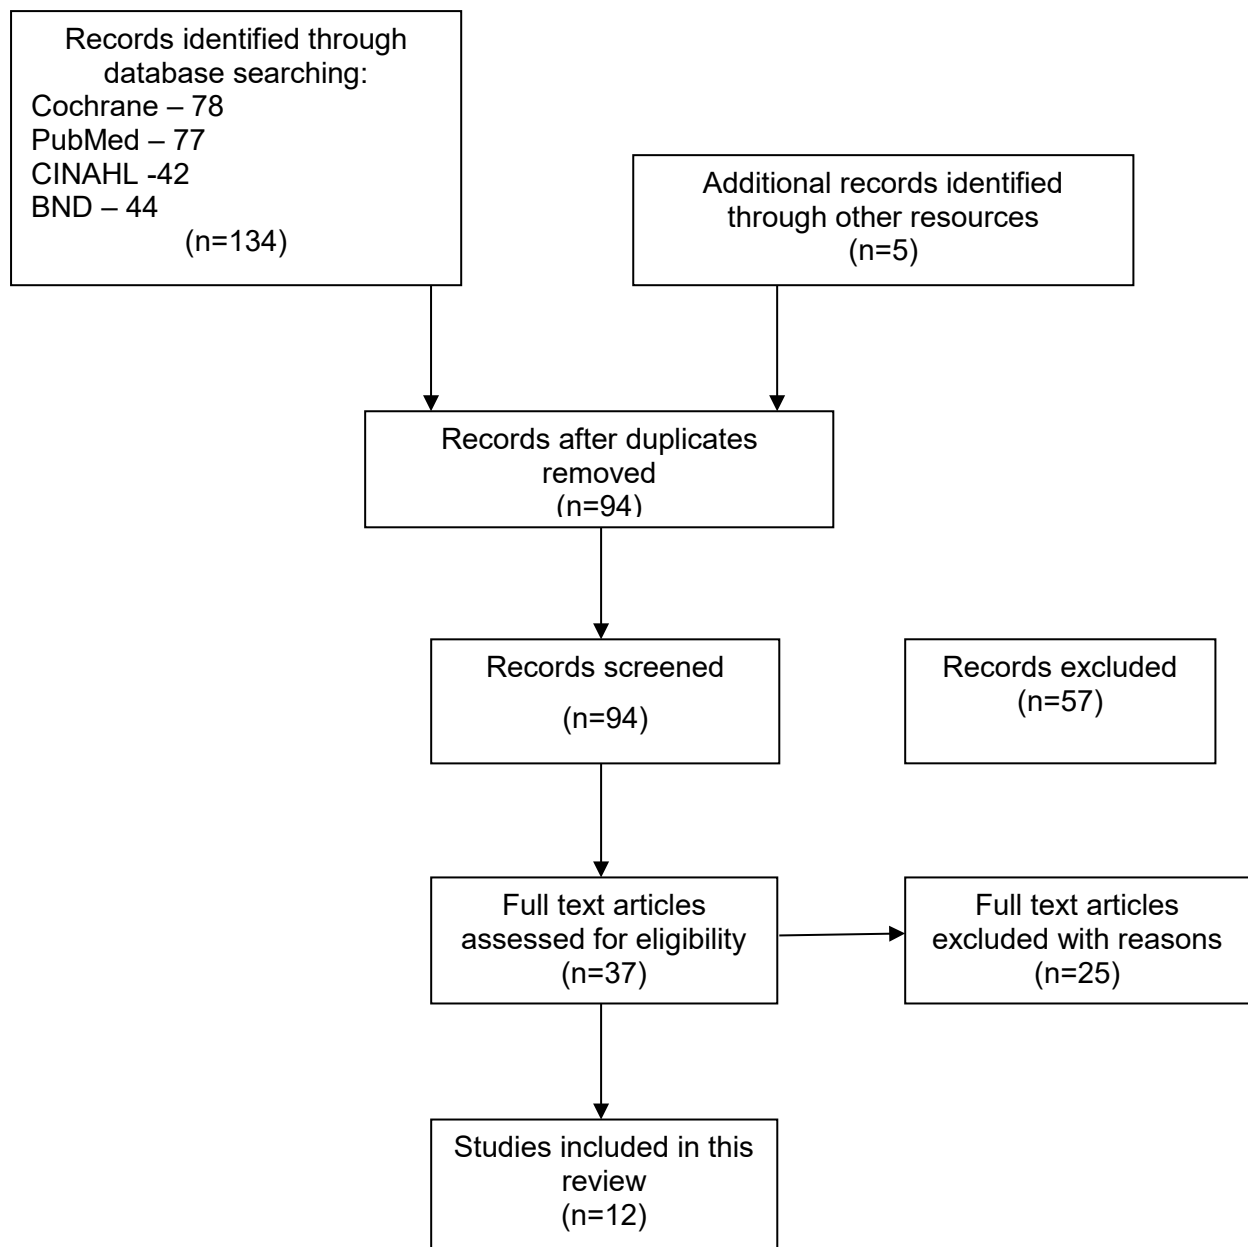 Records identified through
database searching:
Cochrane – 78
PubMed – 77
CINAHL -42
BND – 44
(n=134)
Additional records identified
through other resources
(n=5)
Records after duplicates
removed
(n=94)
Records screened
(n=94)
Records excluded
(n=57)
Full text articles
assessed for eligibility
(n=37)
Full text articles
excluded with reasons
(n=25)
Studies included in this
review
(n=12)